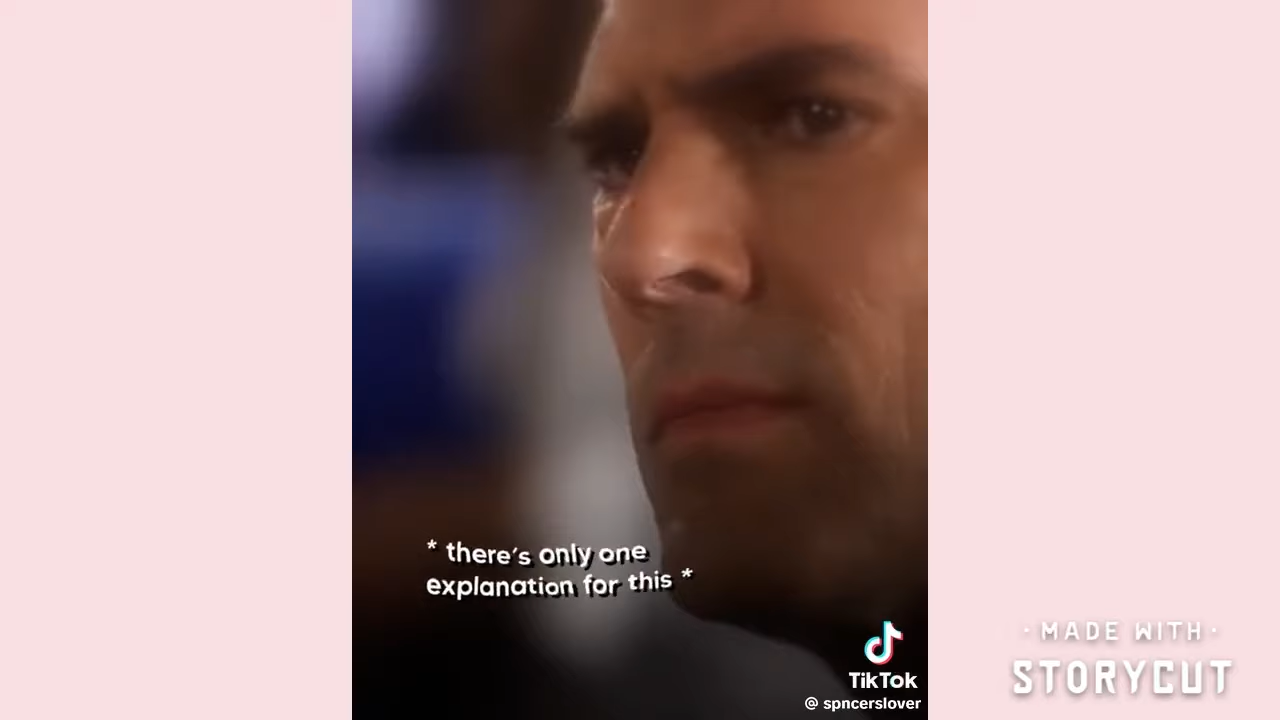 * there's only one
explanation for this *
TikTok
@ spncerslover
· MADE WITH ·
STORYCUT